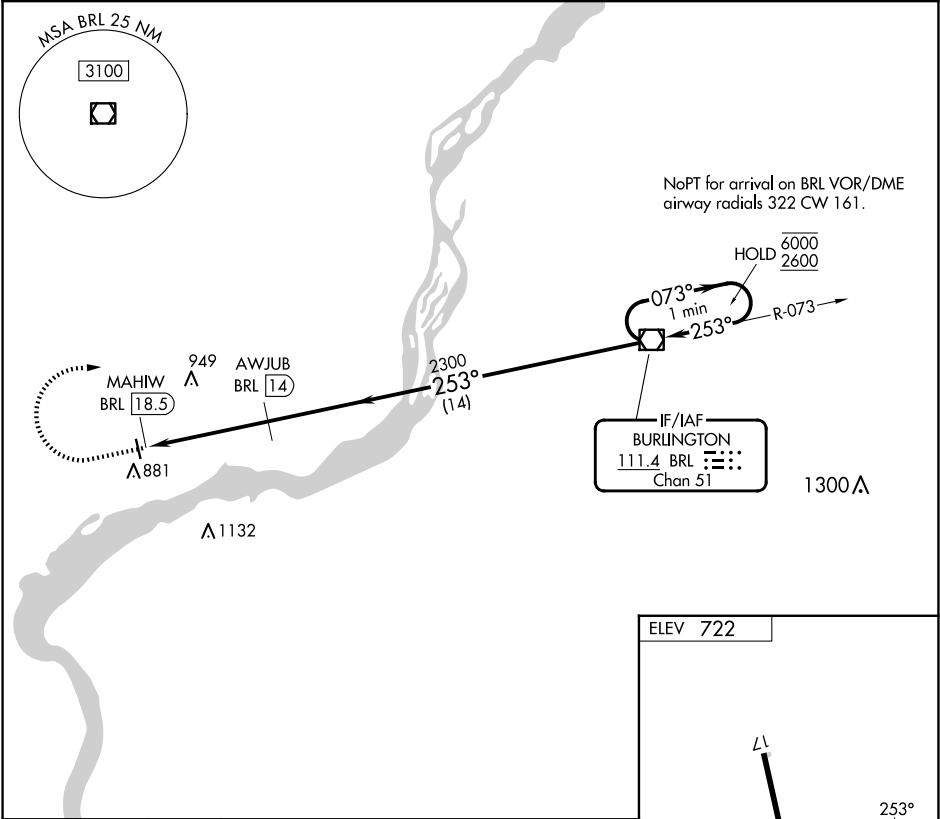 MSA BRL 25 NM
3100
NoPT for arrival on BRL VOR/DME
airway radials 322 CW 161.
HOLD 6000
2600
073°
1 min
253°
R-073
2300
253°
(14)
949
AWJUB
BRL 14
MAHIW
BRL 18.5
881
1132
IF/IAF
BURLINGTON
111.4 BRL
Chan 51
1300
ELEV 722
17
253°